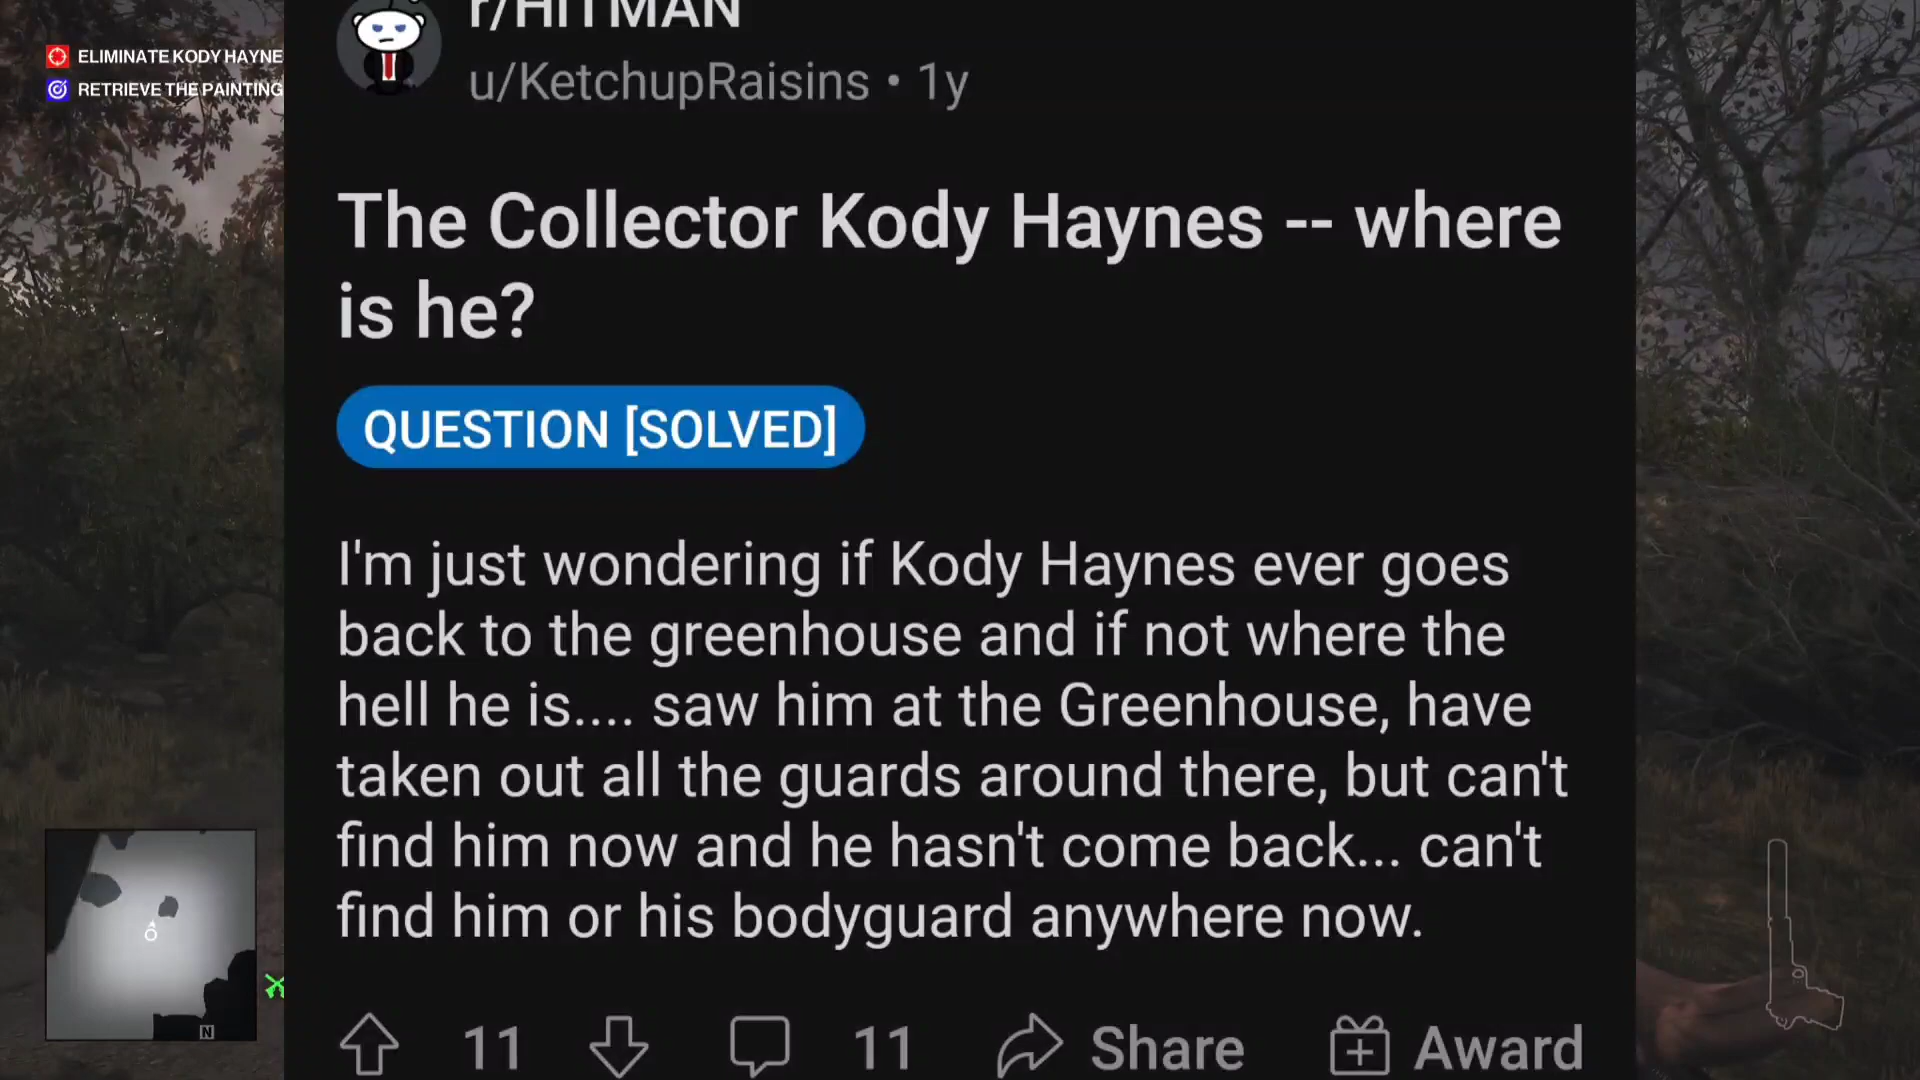 r/HITMAN
u/KetchupRaisins • 1y
ELIMINATE KODY HAYNE
RETRIEVE THE PAINTING
The Collector Kody Haynes -- where
is he?
QUESTION [SOLVED]
I'm just wondering if Kody Haynes ever goes
back to the greenhouse and if not where the
hell he is.... saw him at the Greenhouse, have
taken out all the guards around there, but can't
find him now and he hasn't come back... can't
find him or his bodyguard anywhere now.
11 11 Share Award
N